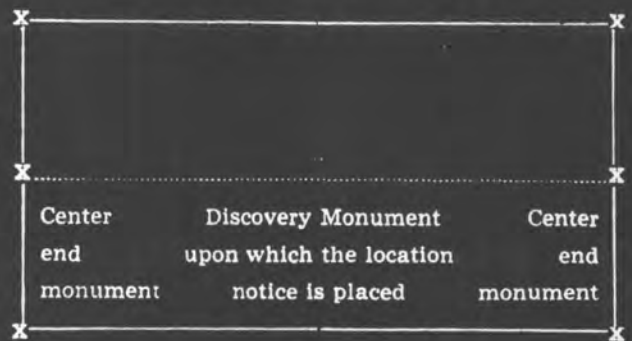 X X
X X
Center Discovery Monument Center
end upon which the location end
monument notice is placed monument
X X